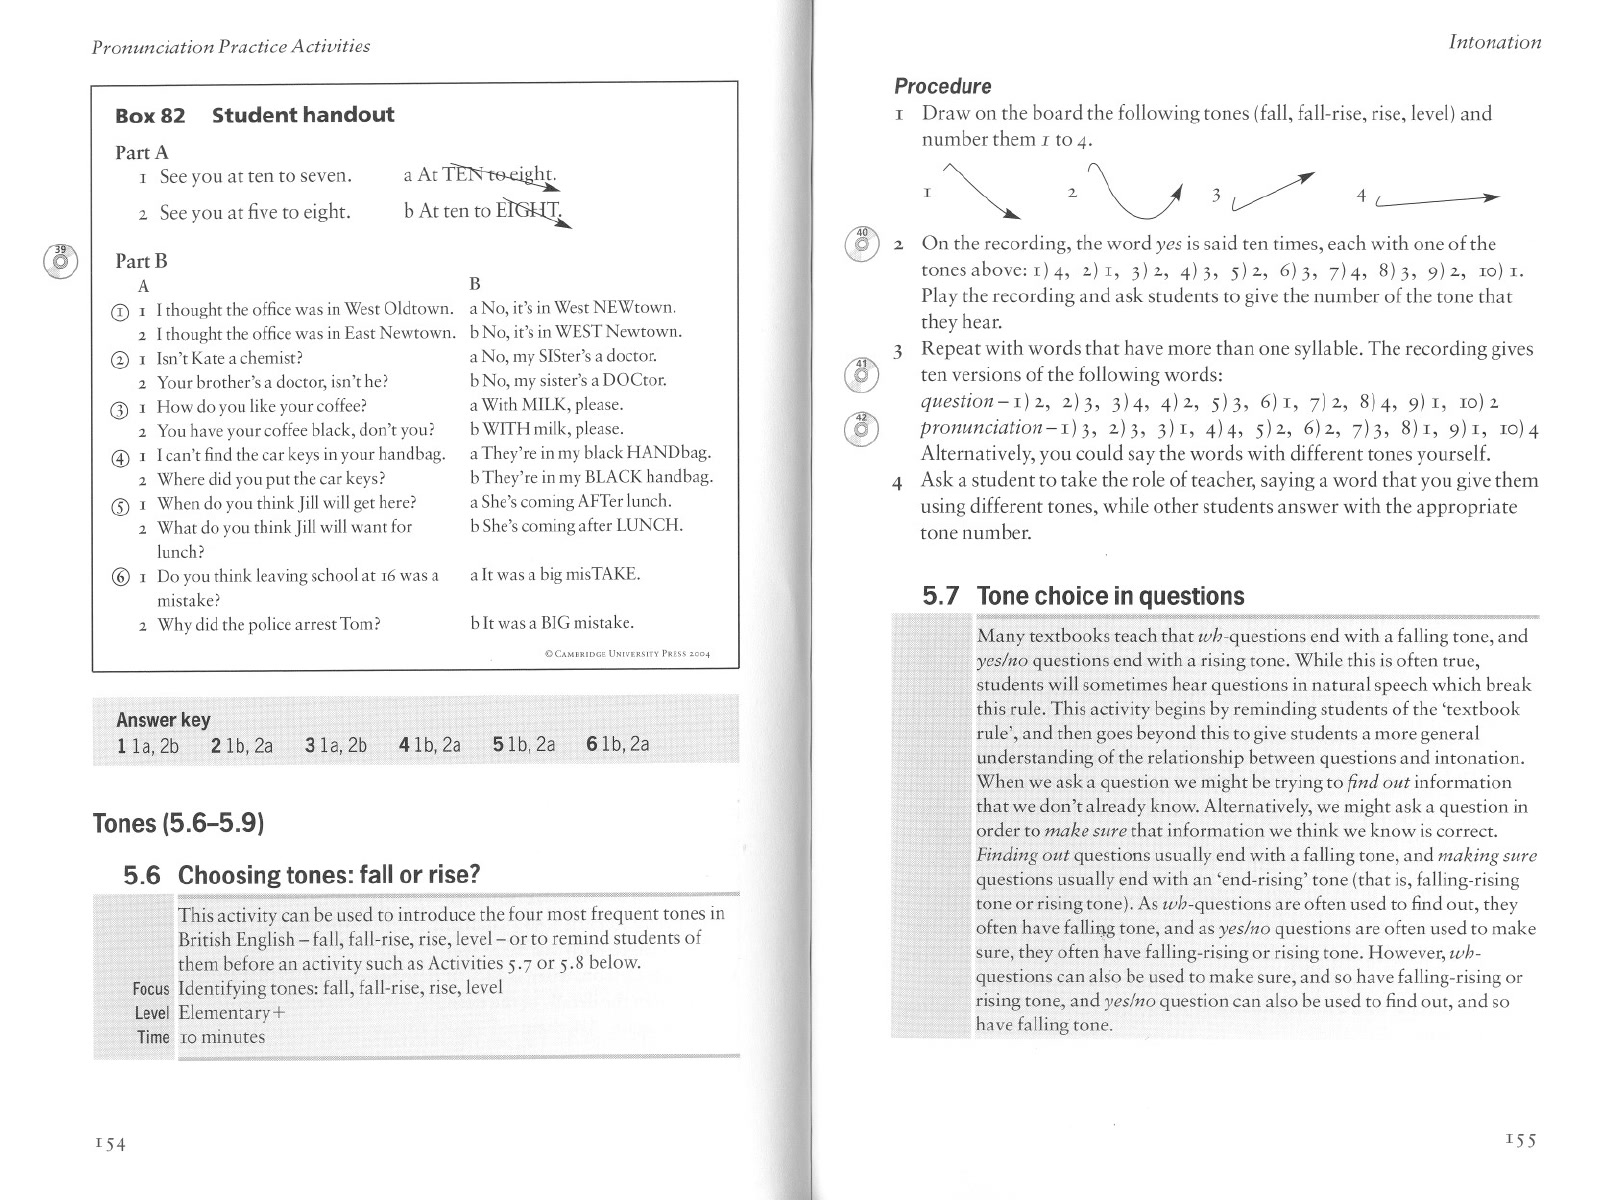 Pronunciation Practice Activities
Box 82 Student handout
Part A
1 See you at ten to seven. a At TEN to eight.
2 See you at five to eight. b At ten to EIGHT.
39
Part B
A B
① 1 I thought the office was in West Oldtown. a No, it's in West NEWtown.
2 I thought the office was in East Newtown. b No, it's in WEST Newtown.
② 1 Isn't Kate a chemist? a No, my SISter's a doctor.
2 Your brother's a doctor, isn't he? b No, my sister's a DOCtor.
③ 1 How do you like your coffee? a With MILK, please.
2 You have your coffee black, don't you? b WITH milk, please.
④ 1 I can't find the car keys in your handbag. a They're in my black HANDbag.
2 Where did you put the car keys? b They're in my BLACK handbag.
⑤ 1 When do you think Jill will get here? a She's coming AFTer lunch.
2 What do you think Jill will want for b She's coming after LUNCH.
lunch?
⑥ 1 Do you think leaving school at 16 was a a It was a big misTAKE.
mistake?
2 Why did the police arrest Tom? b It was a BIG mistake.
© CAMBRIDGE UNIVERSITY PRESS 2004
Answer key
1 1a, 2b 2 1b, 2a 3 1a, 2b 4 1b, 2a 5 1b, 2a 6 1b, 2a
Tones (5.6–5.9)
5.6 Choosing tones: fall or rise?
This activity can be used to introduce the four most frequent tones in
British English – fall, fall-rise, rise, level – or to remind students of
them before an activity such as Activities 5.7 or 5.8 below.
Focus Identifying tones: fall, fall-rise, rise, level
Level Elementary+
Time 10 minutes
154
Intonation
Procedure
1 Draw on the board the following tones (fall, fall-rise, rise, level) and
number them 1 to 4.
1 2 3 4
40
2 On the recording, the word yes is said ten times, each with one of the
tones above: 1) 4, 2) 1, 3) 2, 4) 3, 5) 2, 6) 3, 7) 4, 8) 3, 9) 2, 10) 1.
Play the recording and ask students to give the number of the tone that
they hear.
3 Repeat with words that have more than one syllable. The recording gives
41
ten versions of the following words:
question – 1) 2, 2) 3, 3) 4, 4) 2, 5) 3, 6) 1, 7) 2, 8) 4, 9) 1, 10) 2
42
pronunciation – 1) 3, 2) 3, 3) 1, 4) 4, 5) 2, 6) 2, 7) 3, 8) 1, 9) 1, 10) 4
Alternatively, you could say the words with different tones yourself.
4 Ask a student to take the role of teacher, saying a word that you give them
using different tones, while other students answer with the appropriate
tone number.
5.7 Tone choice in questions
Many textbooks teach that wh-questions end with a falling tone, and
yes/no questions end with a rising tone. While this is often true,
students will sometimes hear questions in natural speech which break
this rule. This activity begins by reminding students of the 'textbook
rule', and then goes beyond this to give students a more general
understanding of the relationship between questions and intonation.
When we ask a question we might be trying to find out information
that we don't already know. Alternatively, we might ask a question in
order to make sure that information we think we know is correct.
Finding out questions usually end with a falling tone, and making sure
questions usually end with an 'end-rising' tone (that is, falling-rising
tone or rising tone). As wh-questions are often used to find out, they
often have falling tone, and as yes/no questions are often used to make
sure, they often have falling-rising or rising tone. However, wh-
questions can also be used to make sure, and so have falling-rising or
rising tone, and yes/no question can also be used to find out, and so
have falling tone.
155